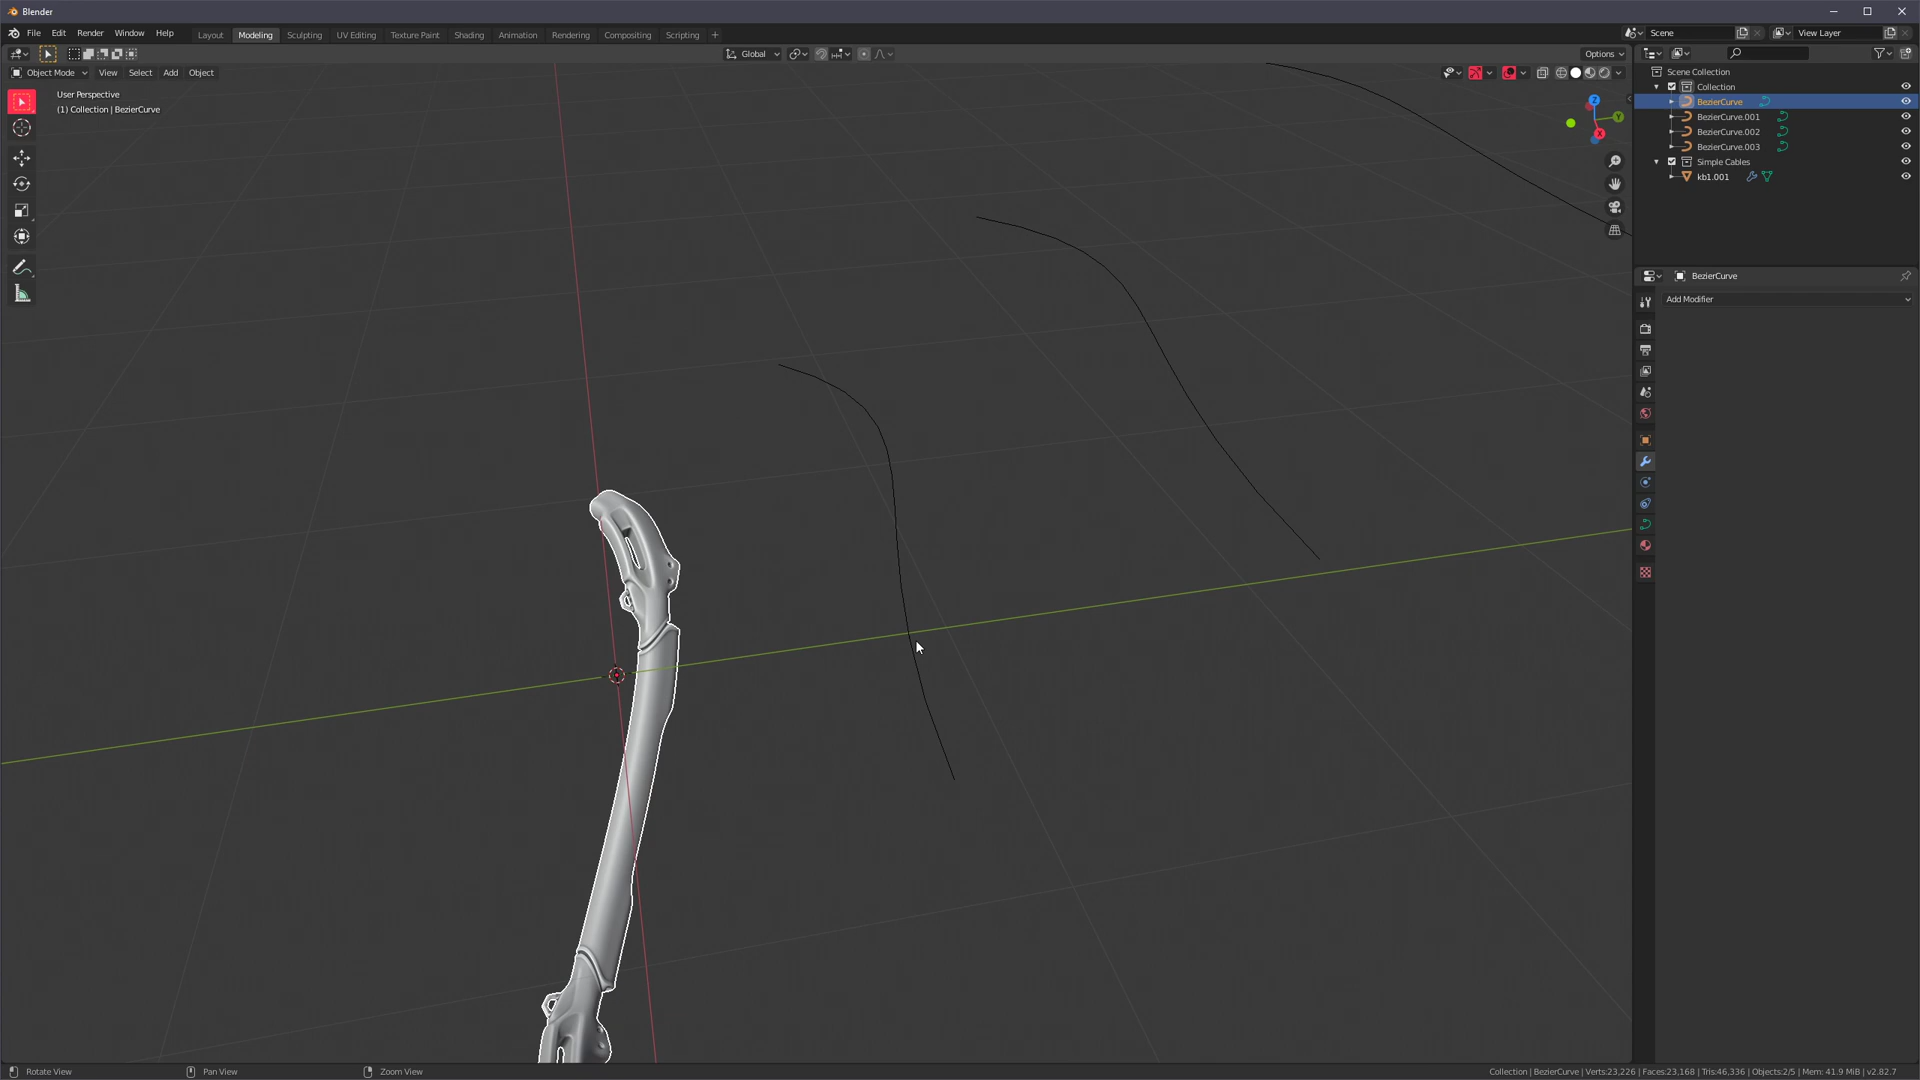 Blender
File Edit Render Window Help
Layout Modeling Sculpting UV Editing Texture Paint Shading Animation Rendering Compositing Scripting +
Scene
View Layer
Global
Options
Object Mode View Select Add Object
User Perspective
(1) Collection | BezierCurve
Z
Y
X
Scene Collection
Collection
BezierCurve
BezierCurve.001
BezierCurve.002
BezierCurve.003
Simple Cables
kb1.001
BezierCurve
Add Modifier
Rotate View
Pan View
Zoom View
Collection | BezierCurve | Verts:23,226 | Faces:23,168 | Tris:46,336 | Objects:2/5 | Mem: 41.9 MiB | v2.82.7